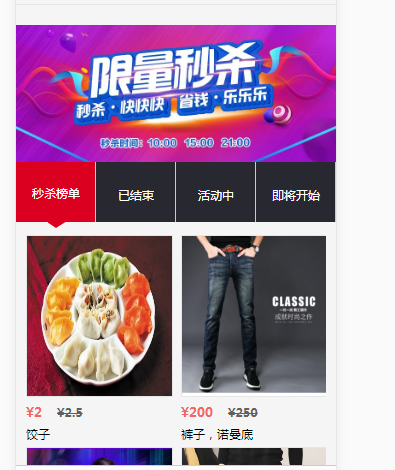 限量秒杀
秒杀·快快快 省钱·乐乐乐
秒杀时间：10:00 15:00 21:00
秒杀榜单 已结束 活动中 即将开始
CLASSIC
成就时尚之作
¥2 ¥2.5 ¥200 ¥250
饺子 裤子，诺曼底